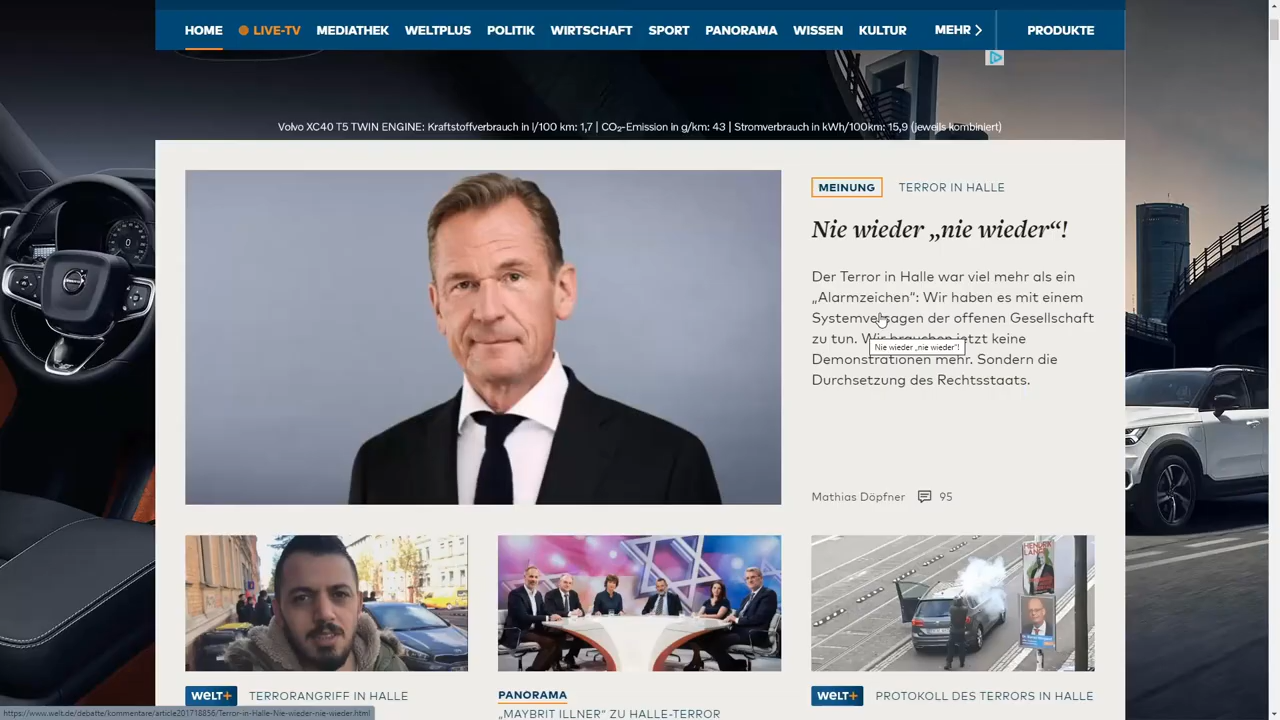 HOME LIVE-TV MEDIATHEK WELTPLUS POLITIK WIRTSCHAFT SPORT PANORAMA WISSEN KULTUR MEHR PRODUKTE
Volvo XC40 T5 TWIN ENGINE: Kraftstoffverbrauch in l/100 km: 1,7 | CO₂-Emission in g/km: 43 | Stromverbrauch in kWh/100km: 15,9 (jeweils kombiniert)
MEINUNG TERROR IN HALLE
Nie wieder „nie wieder“!
Der Terror in Halle war viel mehr als ein
„Alarmzeichen“: Wir haben es mit einem
Systemversagen der offenen Gesellschaft
zu tun. Wir brauchen jetzt keine
Nie wieder „nie wieder“!
Demonstrationen mehr. Sondern die
Durchsetzung des Rechtsstaats.
Mathias Döpfner 95
welt+ TERRORANGRIFF IN HALLE
PANORAMA
„MAYBRIT ILLNER“ ZU HALLE-TERROR
welt+ PROTOKOLL DES TERRORS IN HALLE
https://www.welt.de/debatte/kommentare/article201718856/Terror-in-Halle-Nie-wieder-nie-wieder.html